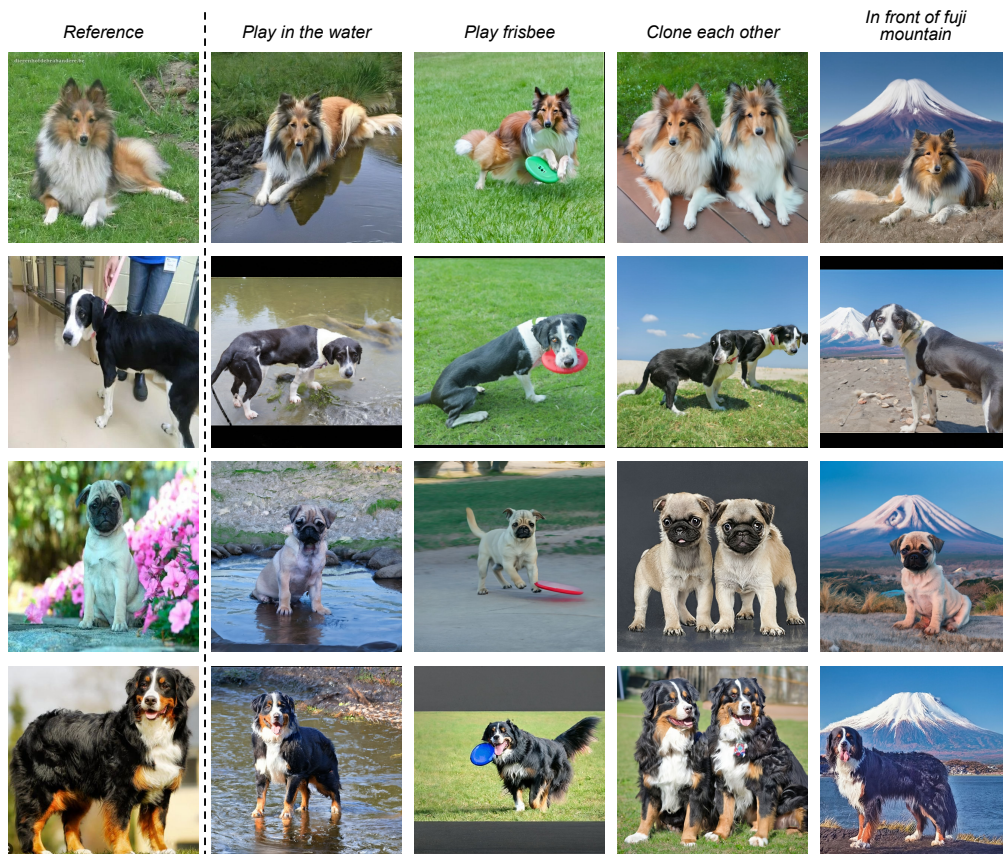 Reference
Play in the water
Play frisbee
Clone each other
In front of fuji
mountain